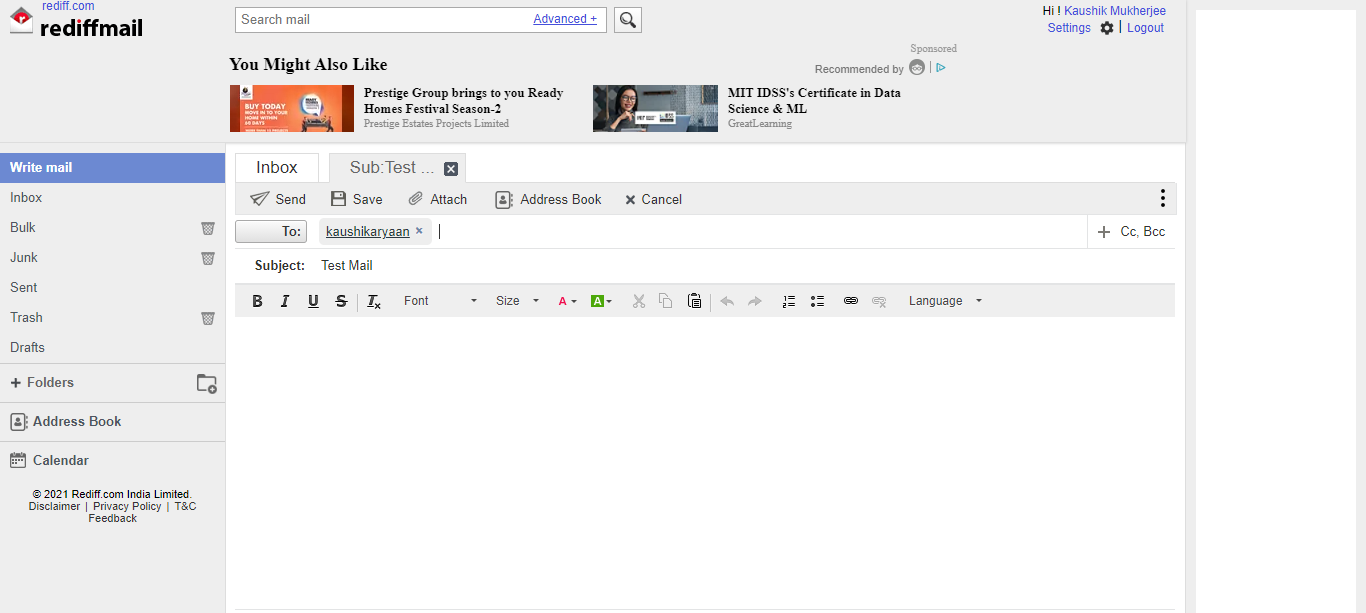 rediff.com
rediffmail
Search mail
Advanced +
Hi ! Kaushik Mukherjee
Settings | Logout
Sponsored
You Might Also Like
Recommended by
BUY TODAY
MOVE IN TO YOUR
HOME WITHIN
Prestige Group brings to you Ready
Homes Festival Season-2
Prestige Estates Projects Limited
MIT IDSS's Certificate in Data
Science & ML
GreatLearning
Write mail
Inbox
Bulk
Junk
Sent
Trash
Drafts
+ Folders
Address Book
Calendar
© 2021 Rediff.com India Limited.
Disclaimer | Privacy Policy | T&C
Feedback
Inbox
Sub:Test ...
Send
Save
Attach
Address Book
Cancel
To:
kaushikaryaan ×
+ Cc, Bcc
Subject: Test Mail
B I U S Tx Font Size A A Language